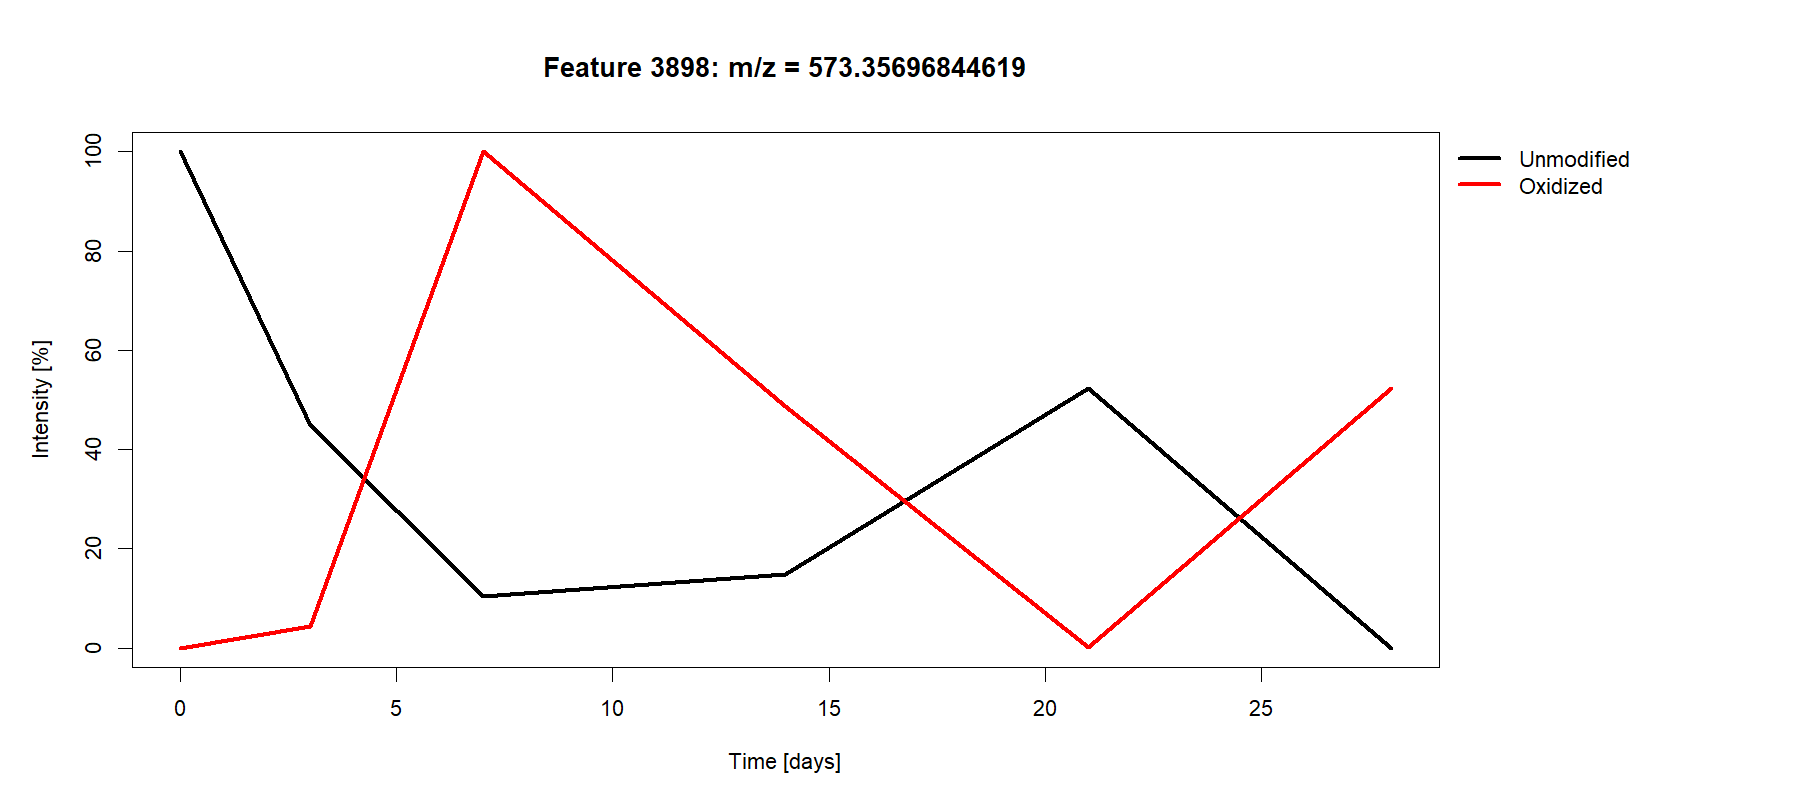 Feature 3898: m/z = 573.35696844619
Unmodified
Oxidized
Intensity [%]
100
80
60
40
20
0
0 5 10 15 20 25
Time [days]